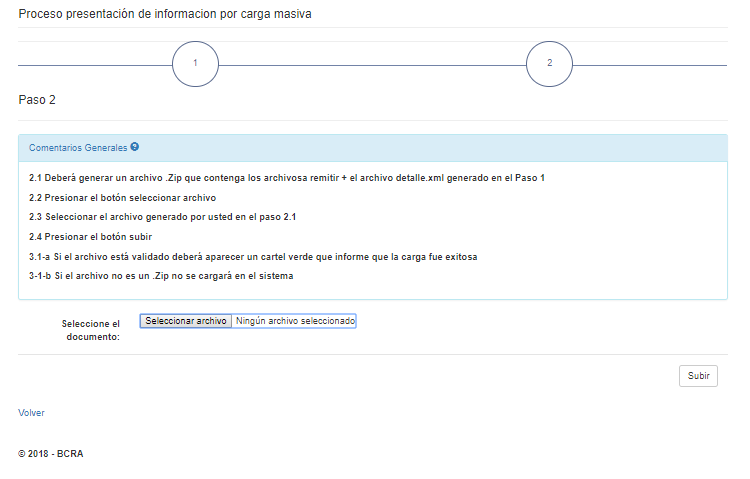 Proceso presentación de informacion por carga masiva
1
2
Paso 2
Comentarios Generales
2.1 Deberá generar un archivo .Zip que contenga los archivosa remitir + el archivo detalle.xml generado en el Paso 1
2.2 Presionar el botón seleccionar archivo
2.3 Seleccionar el archivo generado por usted en el paso 2.1
2.4 Presionar el botón subir
3.1-a Si el archivo está validado deberá aparecer un cartel verde que informe que la carga fue exitosa
3-1-b Si el archivo no es un .Zip no se cargará en el sistema
Seleccione el
documento:
Seleccionar archivo Ningún archivo seleccionado
Subir
Volver
© 2018 - BCRA